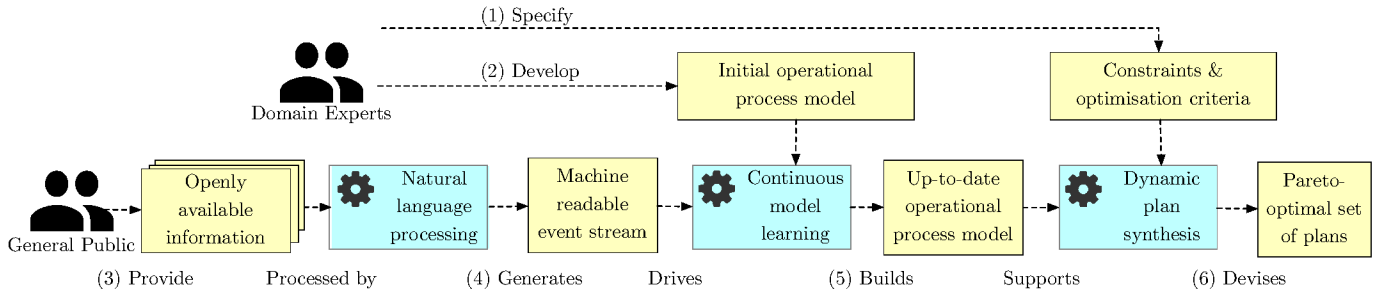 (1) Specify
(2) Develop
Domain Experts
Initial operational
process model
Constraints &
optimisation criteria
General Public
Openly
available
information
Natural
language
processing
Machine
readable
event stream
Continuous
model
learning
Up-to-date
operational
process model
Dynamic
plan
synthesis
Pareto-
optimal set
of plans
(3) Provide
Processed by
(4) Generates
Drives
(5) Builds
Supports
(6) Devises